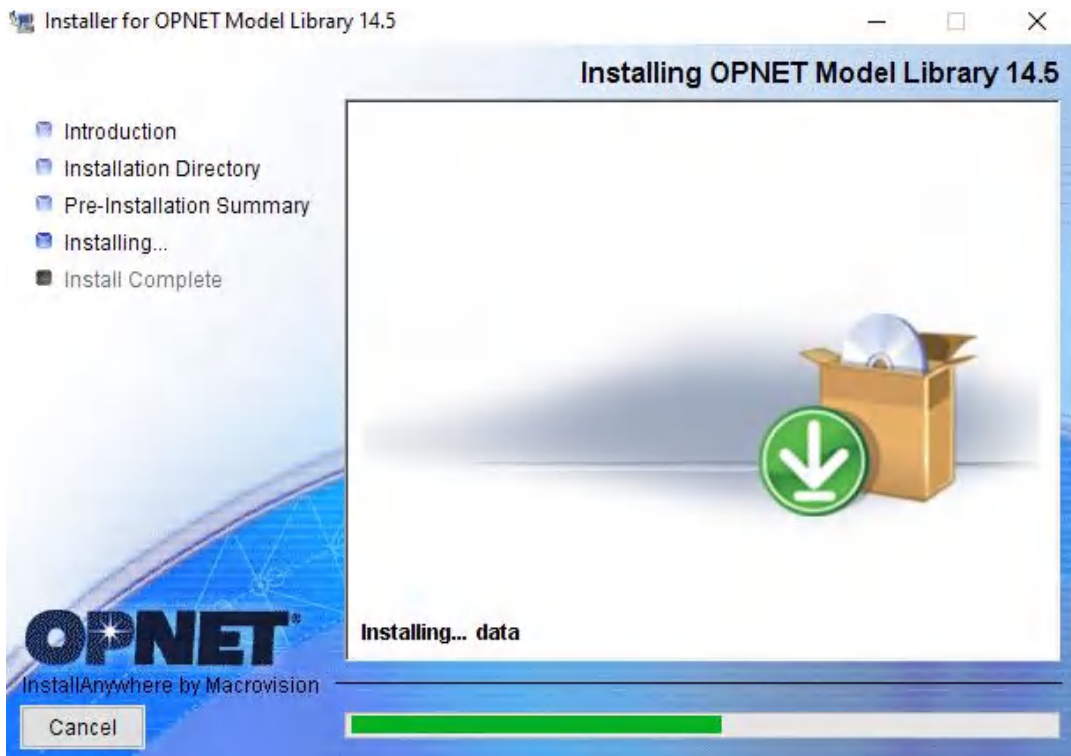 Installer for OPNET Model Library 14.5
Installing OPNET Model Library 14.5
Introduction
Installation Directory
Pre-Installation Summary
Installing...
Install Complete
Installing... data
OPNET®
InstallAnywhere by Macrovision
Cancel